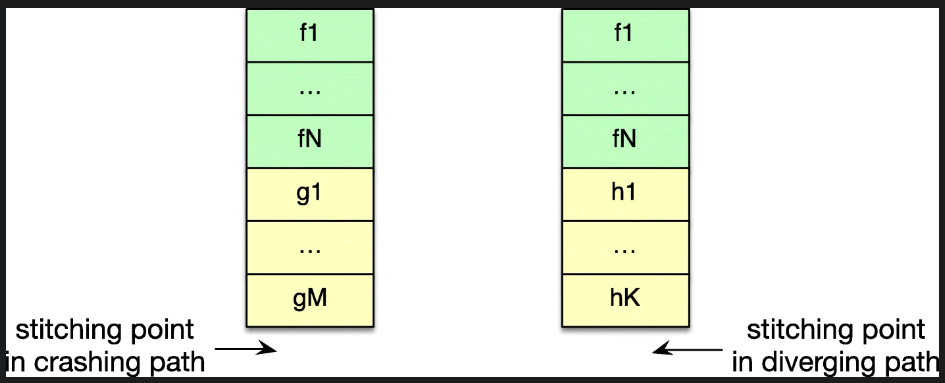 f1
...
fN
g1
...
gM
f1
...
fN
h1
...
hK
stitching point
in crashing path
stitching point
in diverging path